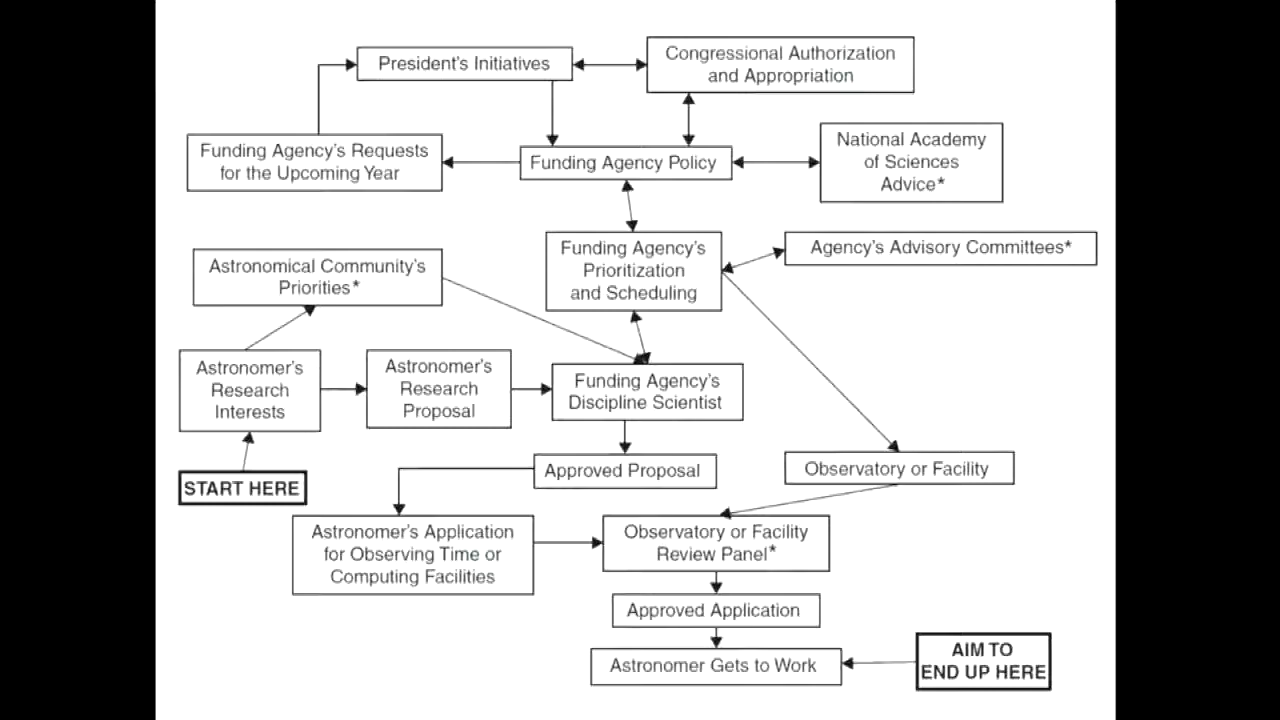 President's Initiatives
Congressional Authorization
and Appropriation
Funding Agency's Requests
for the Upcoming Year
Funding Agency Policy
National Academy
of Sciences
Advice*
Funding Agency's
Prioritization
and Scheduling
Agency's Advisory Committees*
Astronomical Community's
Priorities*
Astronomer's
Research
Interests
Astronomer's
Research
Proposal
Funding Agency's
Discipline Scientist
START HERE
Approved Proposal
Observatory or Facility
Astronomer's Application
for Observing Time or
Computing Facilities
Observatory or Facility
Review Panel*
Approved Application
Astronomer Gets to Work
AIM TO
END UP HERE